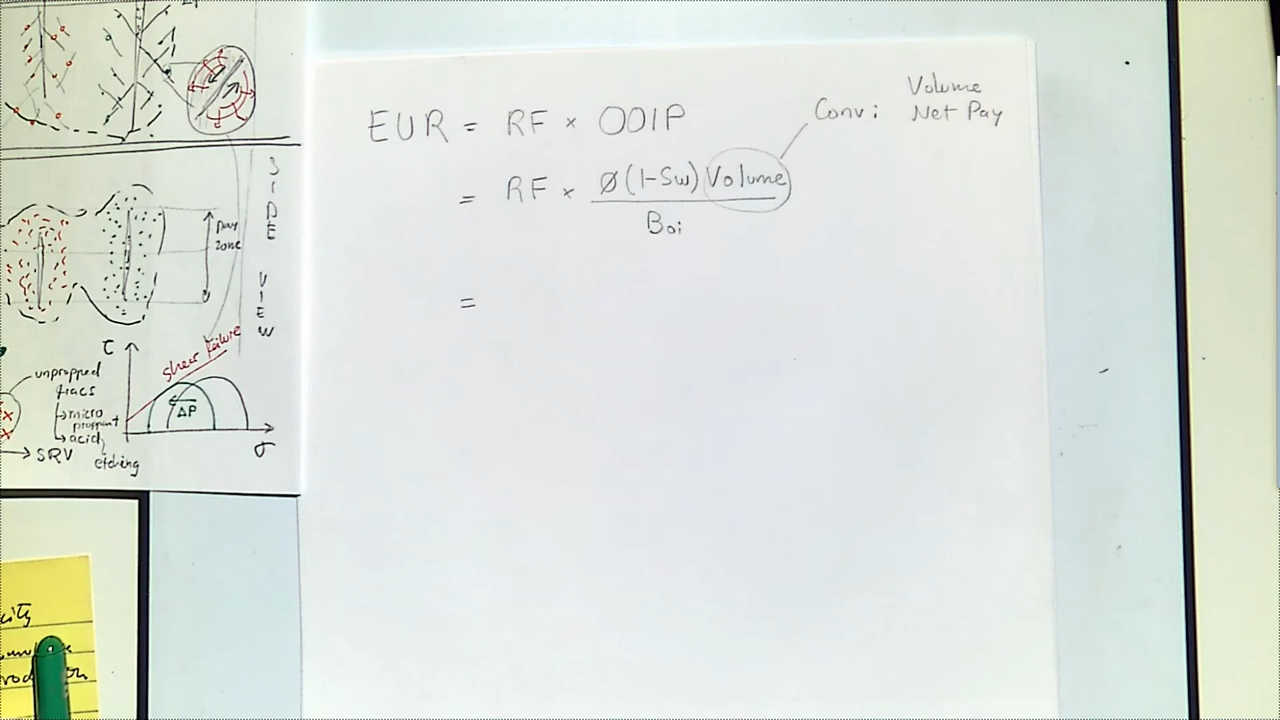 EUR = RF × OOIP
= RF × Ø(1-Sw) Volume
Boi
=
Conv:
Volume
Net Pay
SIDE VIEW
Pay
zone
τ
shear failure
ΔP
σ
unpropped
fracs
→ micro
proppant
→ acid
etching
→ SRV
city